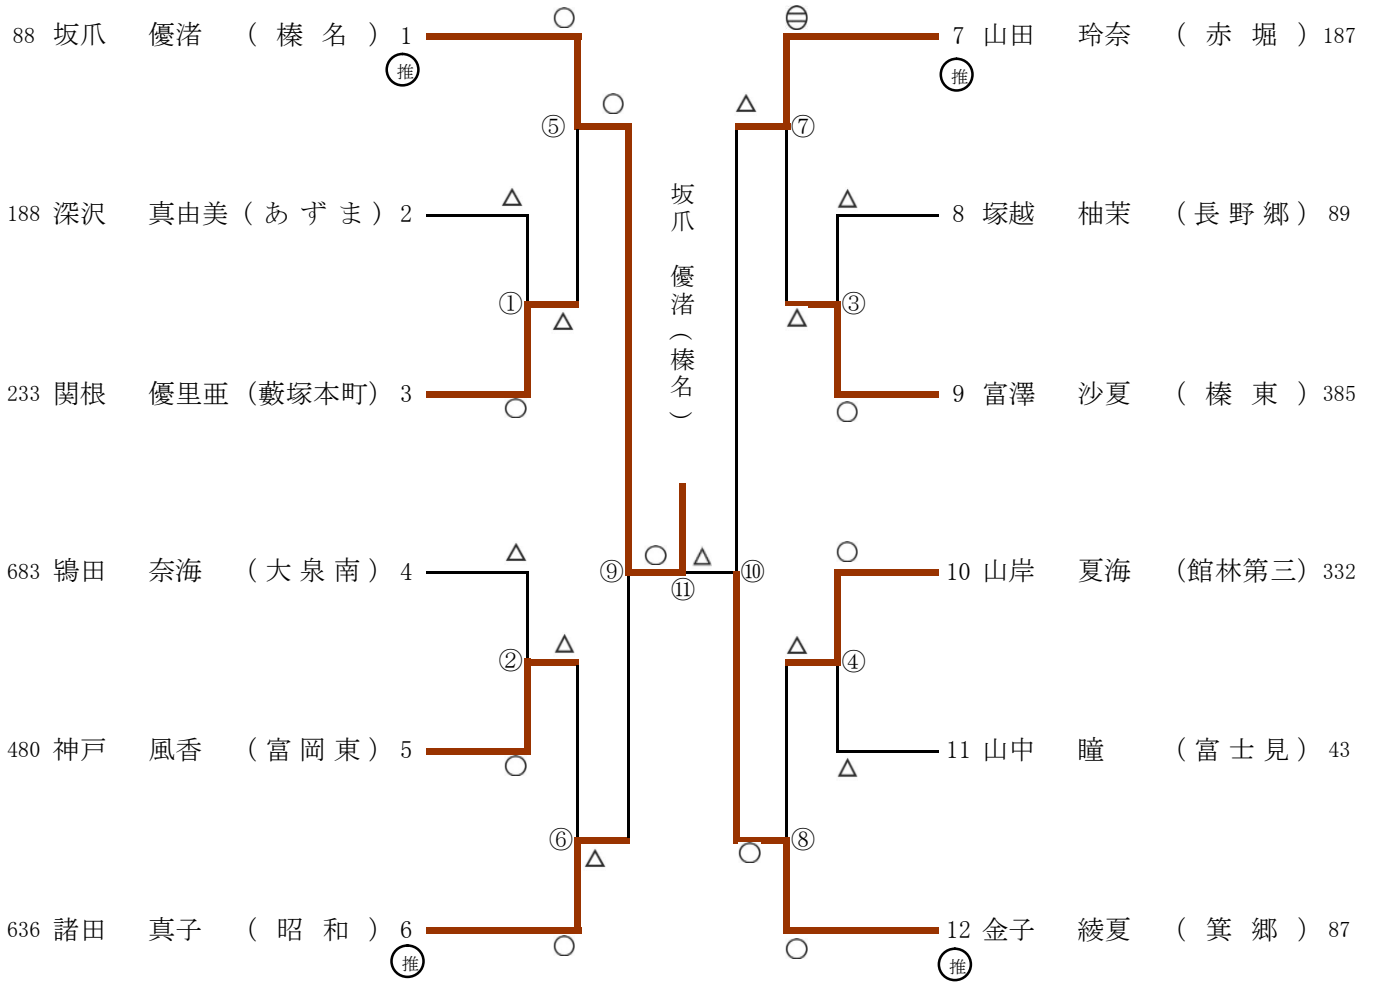 88 坂爪 優渚 （ 榛 名 ） 1
推
188 深沢 真由美（ あ ず ま ） 2
233 関根 優里亜（藪塚本町） 3
683 鴇田 奈海 （ 大 泉 南 ） 4
480 神戸 風香 （ 富 岡 東 ） 5
636 諸田 真子 （ 昭 和 ） 6
推
○
⑤
○
△
①
△
○
△
②
△
○
⑥
△
○
坂爪 優渚（榛名）
⑨
○
⑪
△
⑩
△
⑦
△
△
③
○
○
△
④
△
⑧
○
○
7 山田 玲奈 （ 赤 堀 ） 187
推
8 塚越 柚茉 （ 長 野 郷 ） 89
9 富澤 沙夏 （ 榛 東 ） 385
10 山岸 夏海 （館林第三） 332
11 山中 瞳 （ 富 士 見 ） 43
12 金子 綾夏 （ 箕 郷 ） 87
推